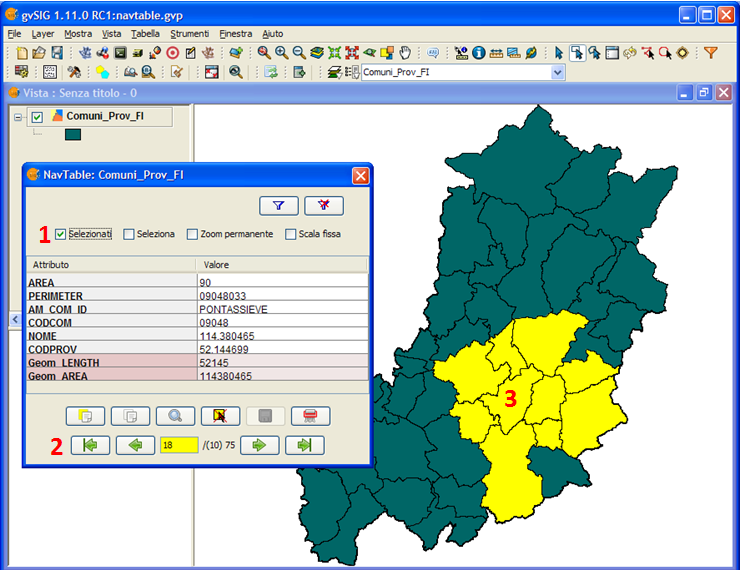 gvSIG 1.11.0 RC1:navtable.gvp
File Layer Mostra Vista Tabella Strumenti Finestra Aiuto
Comuni_Prov_FI
Vista : Senza titolo - 0
Comuni_Prov_FI
NavTable: Comuni_Prov_FI
1 Selezionati Seleziona Zoom permanente Scala fissa
Attributo Valore
AREA 90
PERIMETER 09048033
AM_COM_ID PONTASSIEVE
CODCOM 09048
NOME 114.380465
CODPROV 52.144699
Geom_LENGTH 52145
Geom_AREA 114380465
2 18 /(10) 75
3